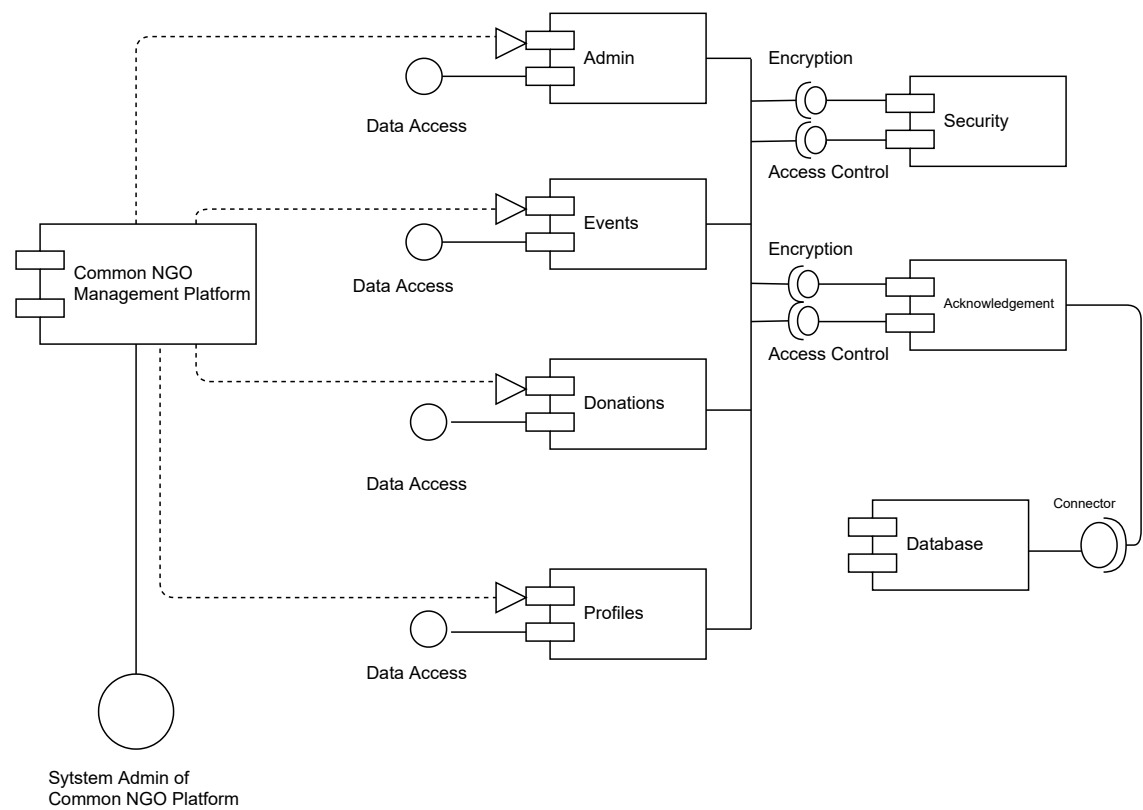 Admin
Data Access
Encryption
Security
Access Control
Events
Data Access
Common NGO
Management Platform
Encryption
Acknowledgement
Access Control
Donations
Data Access
Connector
Database
Profiles
Data Access
Sytstem Admin of
Common NGO Platform